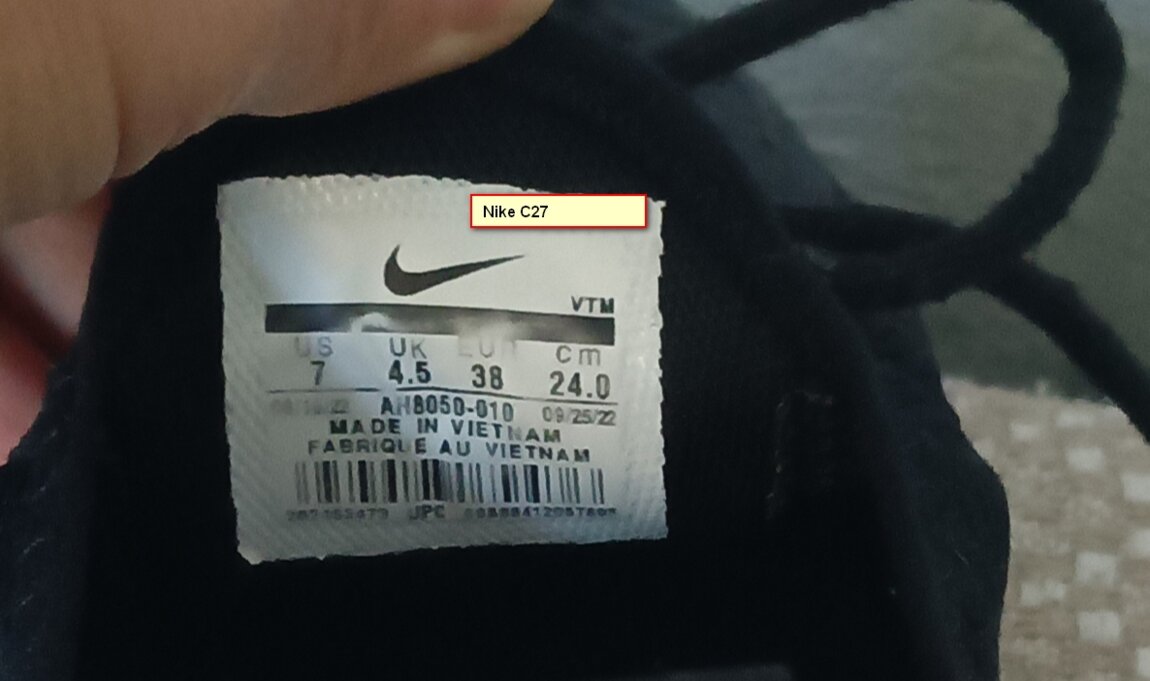 Nike C27
VTM
US UK EUR cm
7 4.5 38 24.0
AH8050-010 09/25/22
MADE IN VIETNAM
FABRIQUE AU VIETNAM
UPC